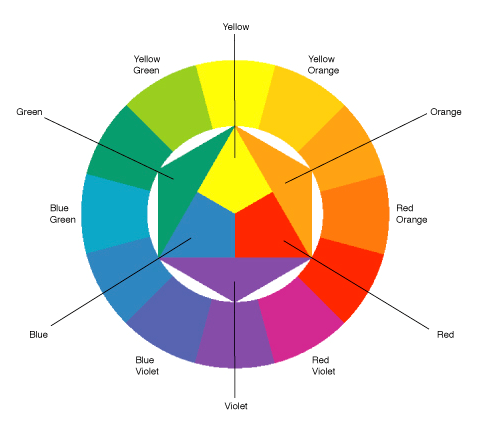 Yellow
Yellow
Green
Yellow
Orange
Green
Orange
Blue
Green
Red
Orange
Blue
Red
Blue
Violet
Red
Violet
Violet